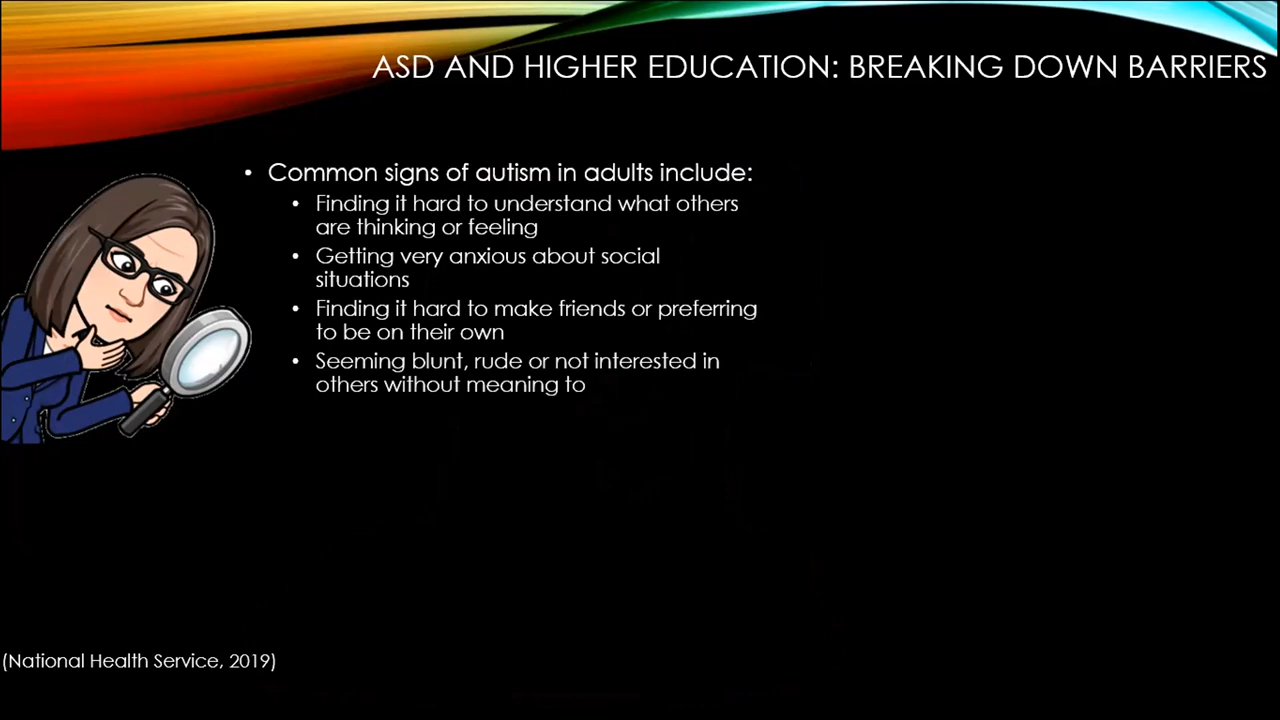 ASD AND HIGHER EDUCATION: BREAKING DOWN BARRIERS
• Common signs of autism in adults include:
• Finding it hard to understand what others
are thinking or feeling
• Getting very anxious about social
situations
• Finding it hard to make friends or preferring
to be on their own
• Seeming blunt, rude or not interested in
others without meaning to
(National Health Service, 2019)